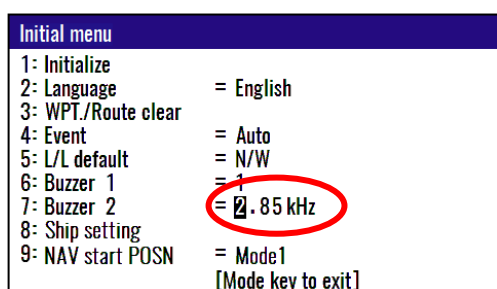 Initial menu
1: Initialize
2: Language = English
3: WPT./Route clear
4: Event = Auto
5: L/L default = N/W
6: Buzzer 1 = 1
7: Buzzer 2 = 2.85 kHz
8: Ship setting
9: NAV start POSN = Mode1
[Mode key to exit]